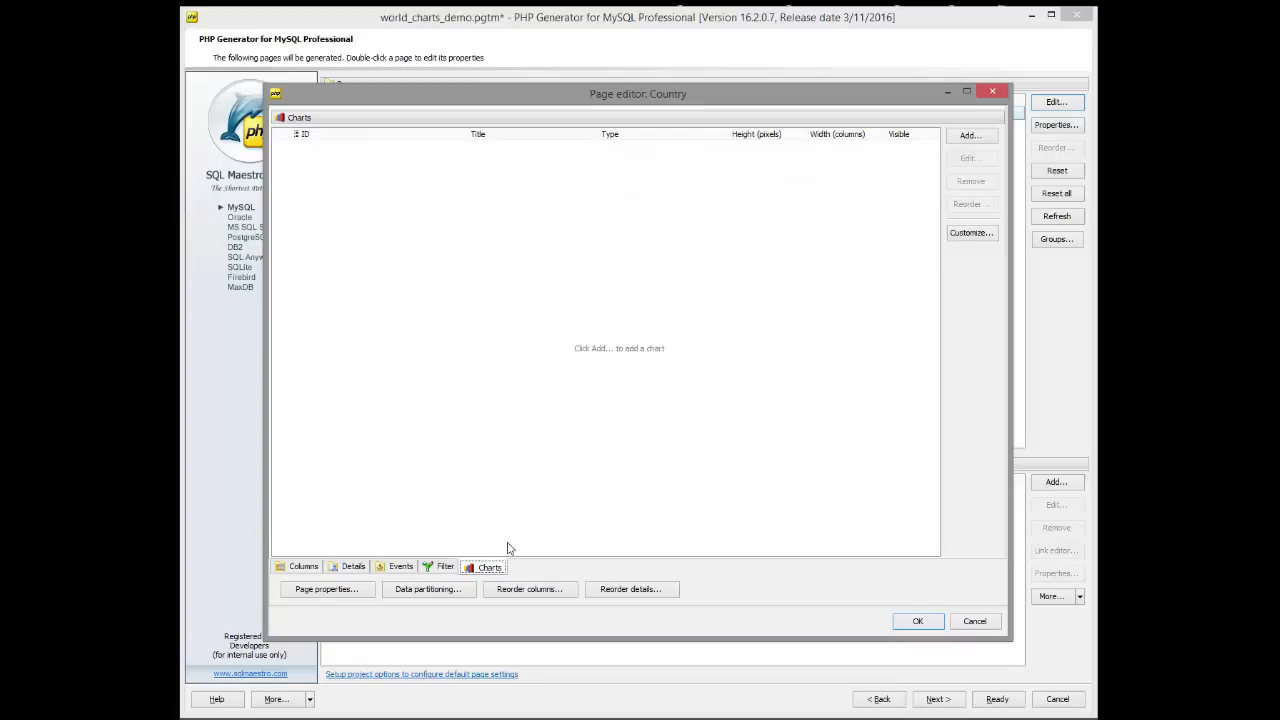 world_charts_demo.pgtm* - PHP Generator for MySQL Professional [Version 16.2.0.7, Release date 3/11/2016]
PHP Generator for MySQL Professional
The following pages will be generated. Double-click a page to edit its properties
Page editor: Country
Charts
ID Title Type Height (pixels) Width (columns) Visible
Click Add... to add a chart
Add...
Edit...
Remove
Reorder...
Customize...
Columns Details Events Filter Charts
Page properties... Data partitioning... Reorder columns... Reorder details...
OK Cancel
php
SQL Maestro
The Shortest
MySQL
Oracle
MS SQL S
PostgreSQ
DB2
SQL Anyw
SQLite
Firebird
MaxDB
Registered
Developers
(for internal use only)
www.sqlmaestro.com
Edit...
Properties...
Reorder...
Reset
Reset all
Refresh
Groups...
Add...
Edit...
Remove
Link editor...
Properties...
More...
Setup project options to configure default page settings
Help More... < Back Next > Ready Cancel